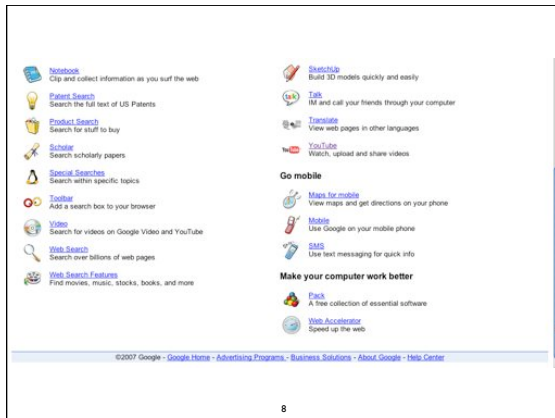 Notebook
Clip and collect information as you surf the web
Patent Search
Search the full text of US Patents
Product Search
Search for stuff to buy
Scholar
Search scholarly papers
Special Searches
Search within specific topics
Toolbar
Add a search box to your browser
Video
Search for videos on Google Video and YouTube
Web Search
Search over billions of web pages
Web Search Features
Find movies, music, stocks, books, and more
SketchUp
Build 3D models quickly and easily
talk
Talk
IM and call your friends through your computer
Translate
View web pages in other languages
YouTube
YouTube
Watch, upload and share videos
Go mobile
Maps for mobile
View maps and get directions on your phone
Mobile
Use Google on your mobile phone
SMS
Use text messaging for quick info
Make your computer work better
Pack
A free collection of essential software
Web Accelerator
Speed up the web
©2007 Google - Google Home - Advertising Programs - Business Solutions - About Google - Help Center
8